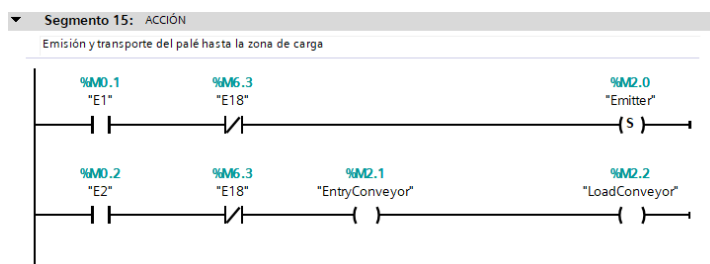 Segmento 15: ACCIÓN
Emisión y transporte del palé hasta la zona de carga
%M0.1 %M6.3 %M2.0
"E1" "E18" "Emitter"
S
%M0.2 %M6.3 %M2.1 %M2.2
"E2" "E18" "EntryConveyor" "LoadConveyor"